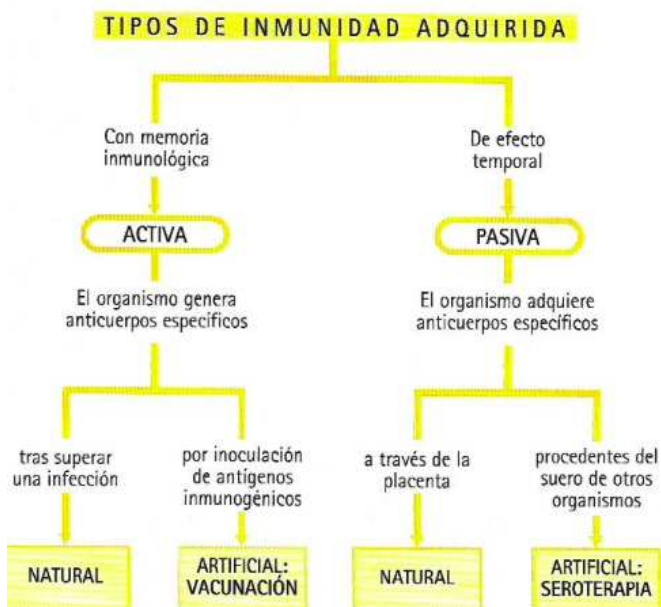 TIPOS DE INMUNIDAD ADQUIRIDA
Con memoria
inmunológica
De efecto
temporal
ACTIVA
PASIVA
El organismo genera
anticuerpos específicos
El organismo adquiere
anticuerpos específicos
tras superar
una infección
por inoculación
de antígenos
inmunogénicos
a través de la
placenta
procedentes del
suero de otros
organismos
NATURAL
ARTIFICIAL:
VACUNACIÓN
NATURAL
ARTIFICIAL:
SEROTERAPIA